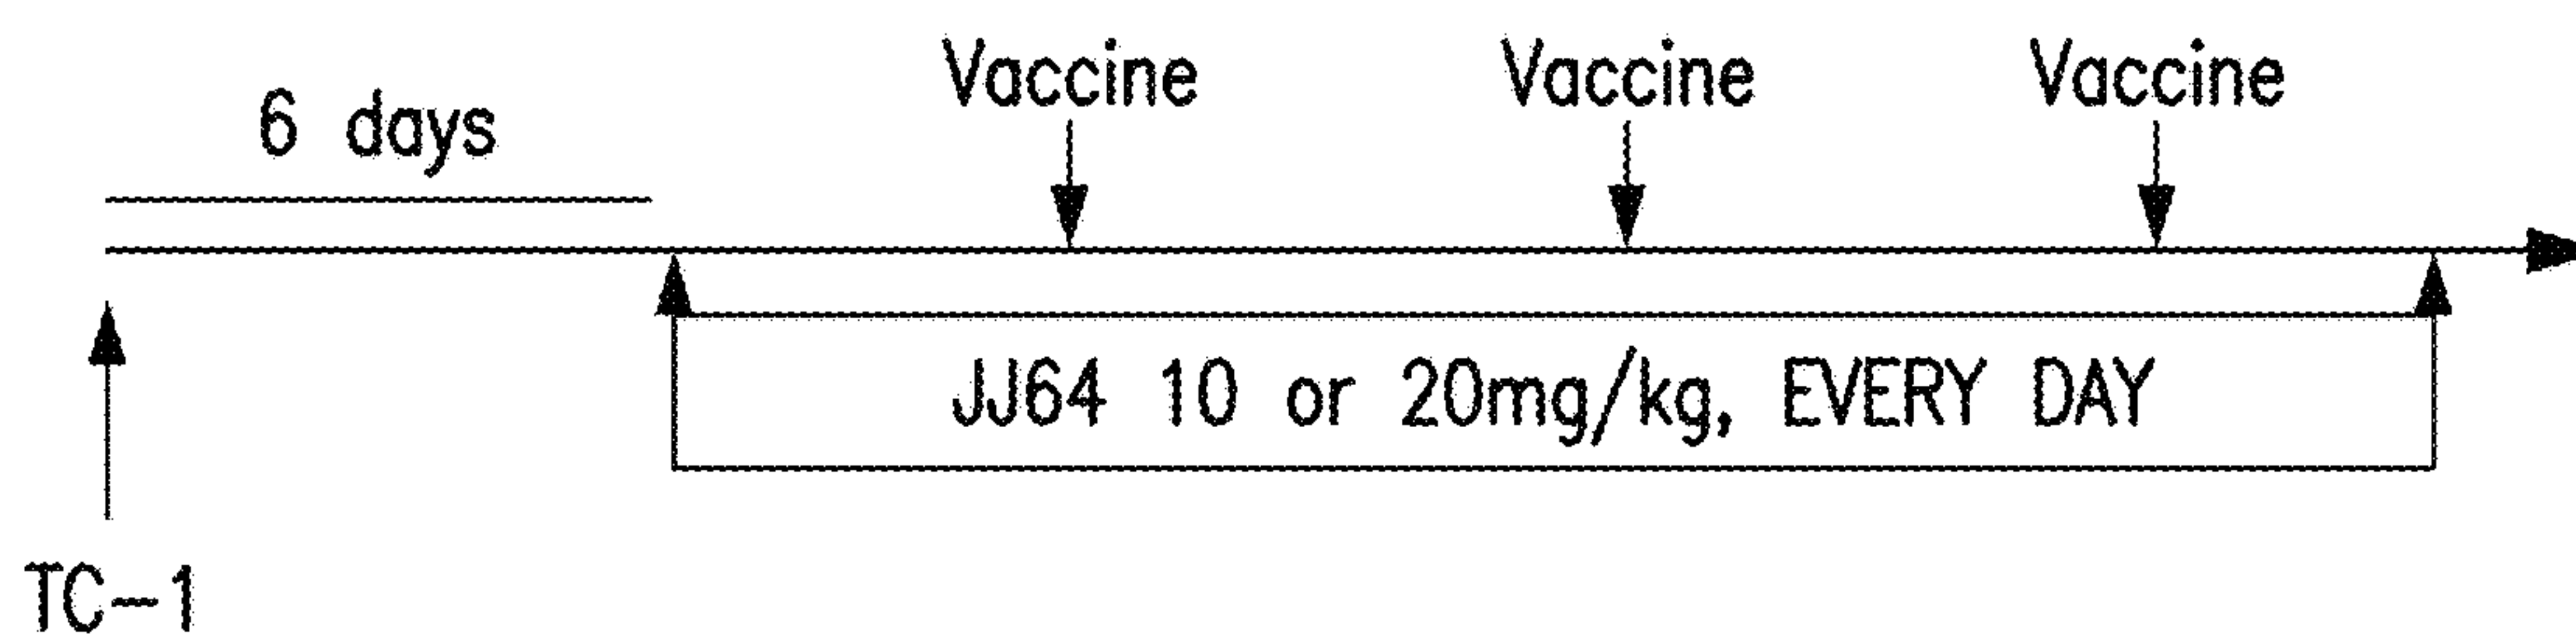 Vaccine Vaccine Vaccine
6 days
JJ64 10 or 20mg/kg, EVERY DAY
TC-1